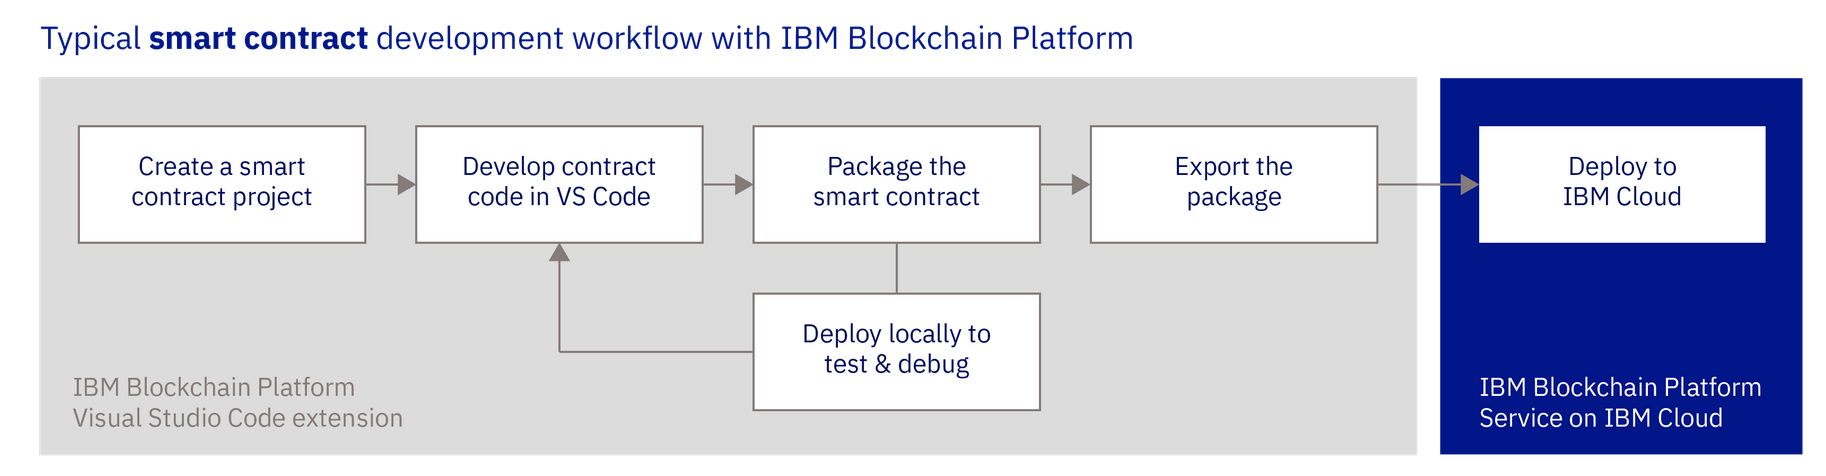 Typical smart contract development workflow with IBM Blockchain Platform
Create a smart
contract project
Develop contract
code in VS Code
Package the
smart contract
Export the
package
Deploy to
IBM Cloud
Deploy locally to
test & debug
IBM Blockchain Platform
Visual Studio Code extension
IBM Blockchain Platform
Service on IBM Cloud